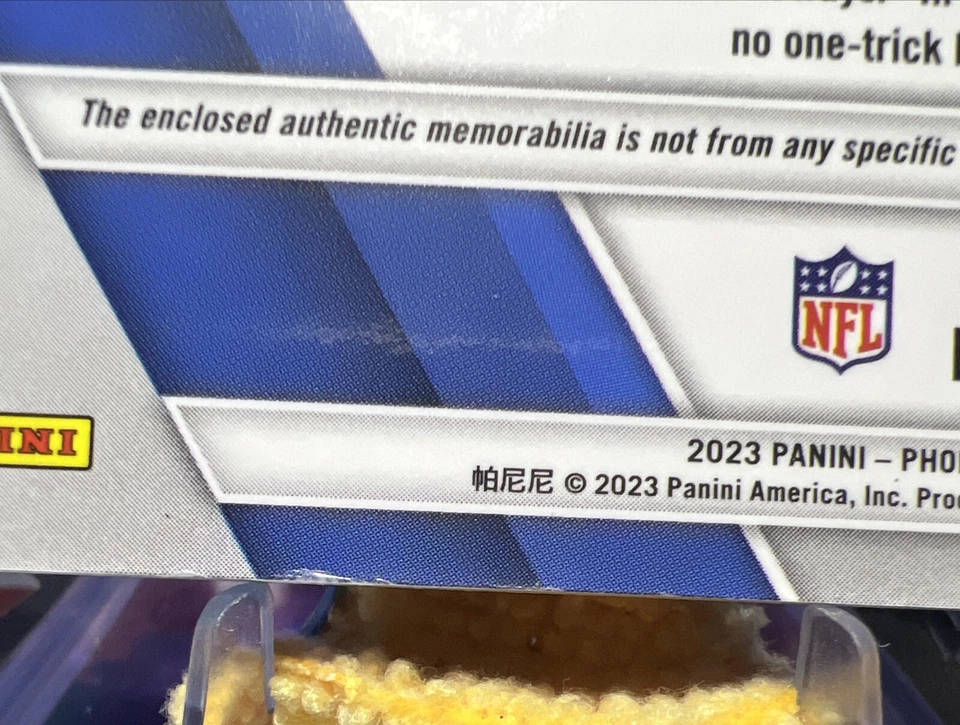 no one-trick
The enclosed authentic memorabilia is not from any specific
NFL
INI
2023 PANINI – PHO
帕尼尼 © 2023 Panini America, Inc. Pro